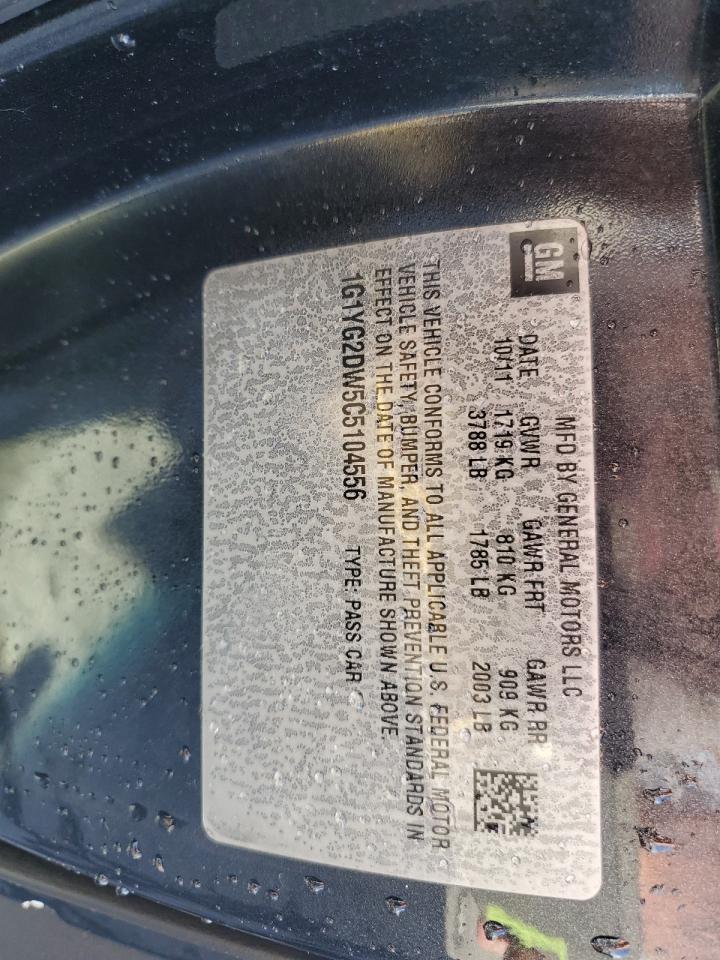 GM
MFD BY GENERAL MOTORS LLC
DATE GVWR GAWR FRT GAWR RR
10/11 1719 KG 810 KG 909 KG
3788 LB 1785 LB 2003 LB
THIS VEHICLE CONFORMS TO ALL APPLICABLE U.S. FEDERAL MOTOR
VEHICLE SAFETY, BUMPER, AND THEFT PREVENTION STANDARDS IN
EFFECT ON THE DATE OF MANUFACTURE SHOWN ABOVE.
1G1YG2DW5C5104556 TYPE: PASS CAR